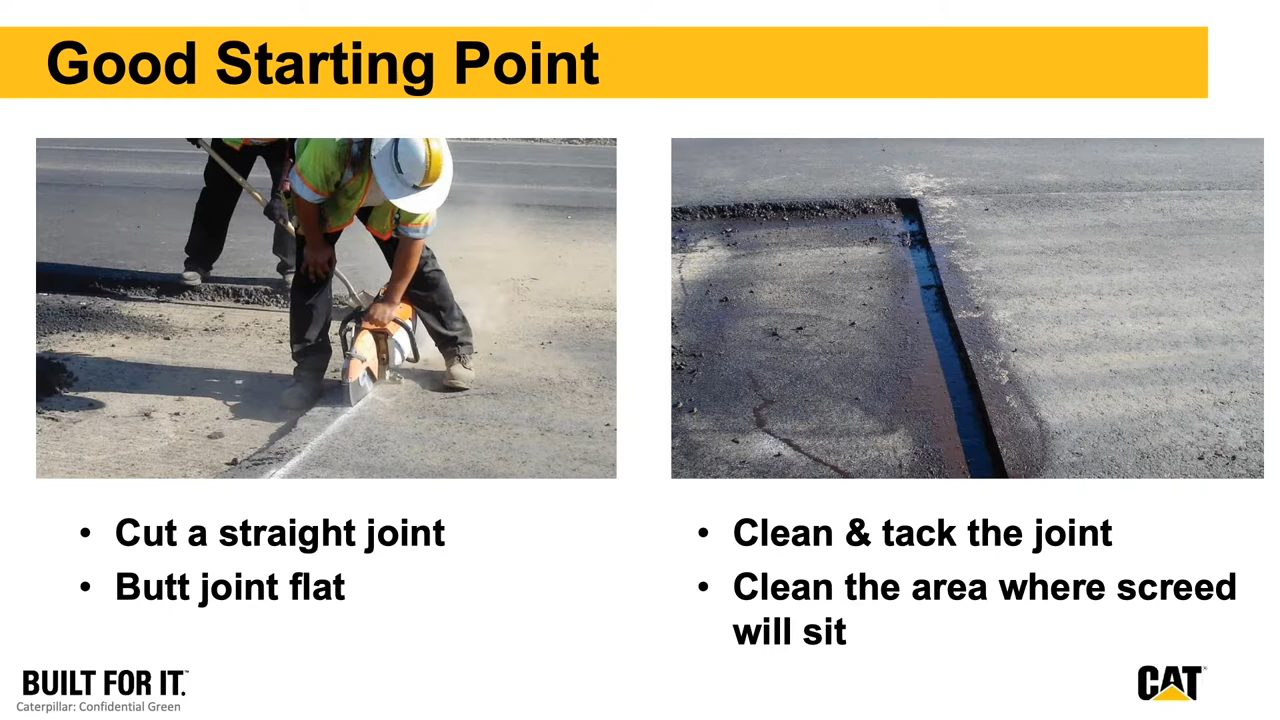 Good Starting Point
• Cut a straight joint
• Butt joint flat
• Clean & tack the joint
• Clean the area where screed
will sit
BUILT FOR IT.™
Caterpillar: Confidential Green
CAT®